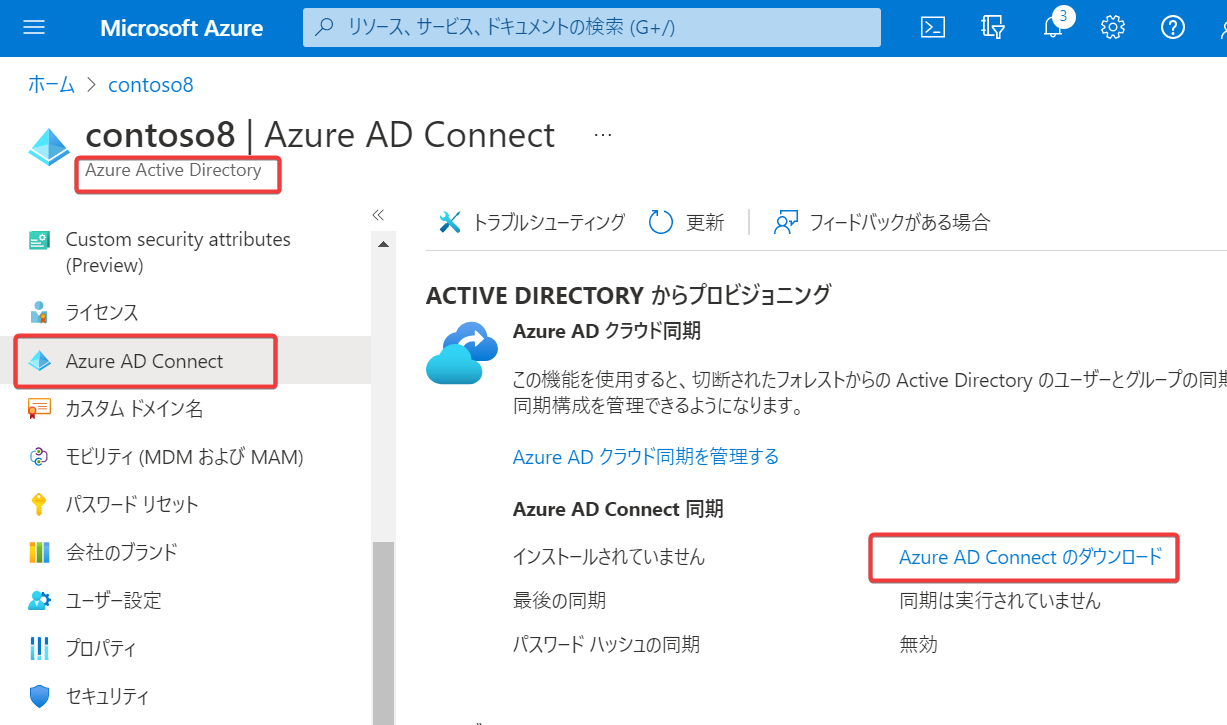 Microsoft Azure
リソース、サービス、ドキュメントの検索 (G+/)
3
ホーム > contoso8
contoso8 | Azure AD Connect ...
Azure Active Directory
«
トラブルシューティング
更新
フィードバックがある場合
Custom security attributes
(Preview)
ライセンス
Azure AD Connect
カスタム ドメイン名
モビリティ (MDM および MAM)
パスワード リセット
会社のブランド
ユーザー設定
プロパティ
セキュリティ
ACTIVE DIRECTORY からプロビジョニング
Azure AD クラウド同期
この機能を使用すると、切断されたフォレストからの Active Directory のユーザーとグループの同期
同期構成を管理できるようになります。
Azure AD クラウド同期を管理する
Azure AD Connect 同期
インストールされていません
Azure AD Connect のダウンロード
最後の同期
同期は実行されていません
パスワード ハッシュの同期
無効